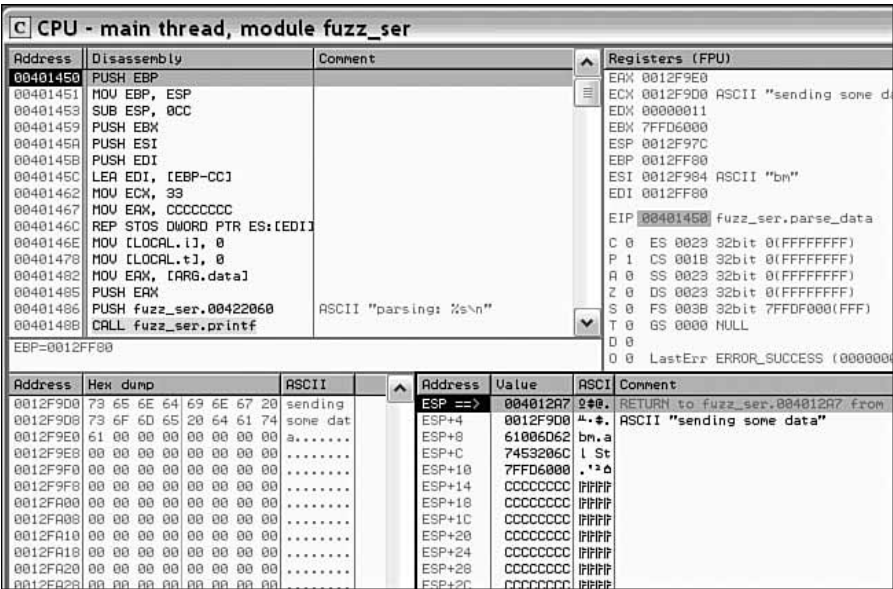 C CPU - main thread, module fuzz_ser
Address Disassembly Comment
00401450 PUSH EBP
00401451 MOV EBP, ESP
00401453 SUB ESP, 0CC
00401459 PUSH EBX
0040145A PUSH ESI
0040145B PUSH EDI
0040145C LEA EDI, [EBP-CC]
00401462 MOV ECX, 33
00401467 MOV EAX, CCCCCCCC
0040146C REP STOS DWORD PTR ES:[EDI]
0040146E MOV [LOCAL.i], 0
00401478 MOV [LOCAL.t], 0
00401482 MOV EAX, [ARG.data]
00401485 PUSH EAX
00401486 PUSH fuzz_ser.00422060 ASCII "parsing: %s\n"
0040148B CALL fuzz_ser.printf
EBP=0012FF80
Registers (FPU)
EAX 0012F9E0
ECX 0012F9D0 ASCII "sending some da
EDX 00000011
EBX 7FFD6000
ESP 0012F97C
EBP 0012FF80
ESI 0012F984 ASCII "bm"
EDI 0012FF80
EIP 00401450 fuzz_ser.parse_data
C 0 ES 0023 32bit 0(FFFFFFFF)
P 1 CS 001B 32bit 0(FFFFFFFF)
A 0 SS 0023 32bit 0(FFFFFFFF)
Z 0 DS 0023 32bit 0(FFFFFFFF)
S 0 FS 003B 32bit 7FFDF000(FFF)
T 0 GS 0000 NULL
D 0
O 0 LastErr ERROR_SUCCESS (0000000
Address Hex dump ASCII
0012F9D0 73 65 6E 64 69 6E 67 20 sending
0012F9D8 73 6F 6D 65 20 64 61 74 some dat
0012F9E0 61 00 00 00 00 00 00 00 a.......
0012F9E8 00 00 00 00 00 00 00 00 ........
0012F9F0 00 00 00 00 00 00 00 00 ........
0012F9F8 00 00 00 00 00 00 00 00 ........
0012FA00 00 00 00 00 00 00 00 00 ........
0012FA08 00 00 00 00 00 00 00 00 ........
0012FA10 00 00 00 00 00 00 00 00 ........
0012FA18 00 00 00 00 00 00 00 00 ........
0012FA20 00 00 00 00 00 00 00 00 ........
0012FA28 00 00 00 00 00 00 00 00 ........
Address Value ASCI Comment
ESP ==> 004012A7 RETURN to fuzz_ser.004012A7 from
ESP+4 0012F9D0 ASCII "sending some data"
ESP+8 61006D62 bm.a
ESP+C 7453206C l St
ESP+10 7FFD6000
ESP+14 CCCCCCCC
ESP+18 CCCCCCCC
ESP+1C CCCCCCCC
ESP+20 CCCCCCCC
ESP+24 CCCCCCCC
ESP+28 CCCCCCCC
ESP+2C CCCCCCCC